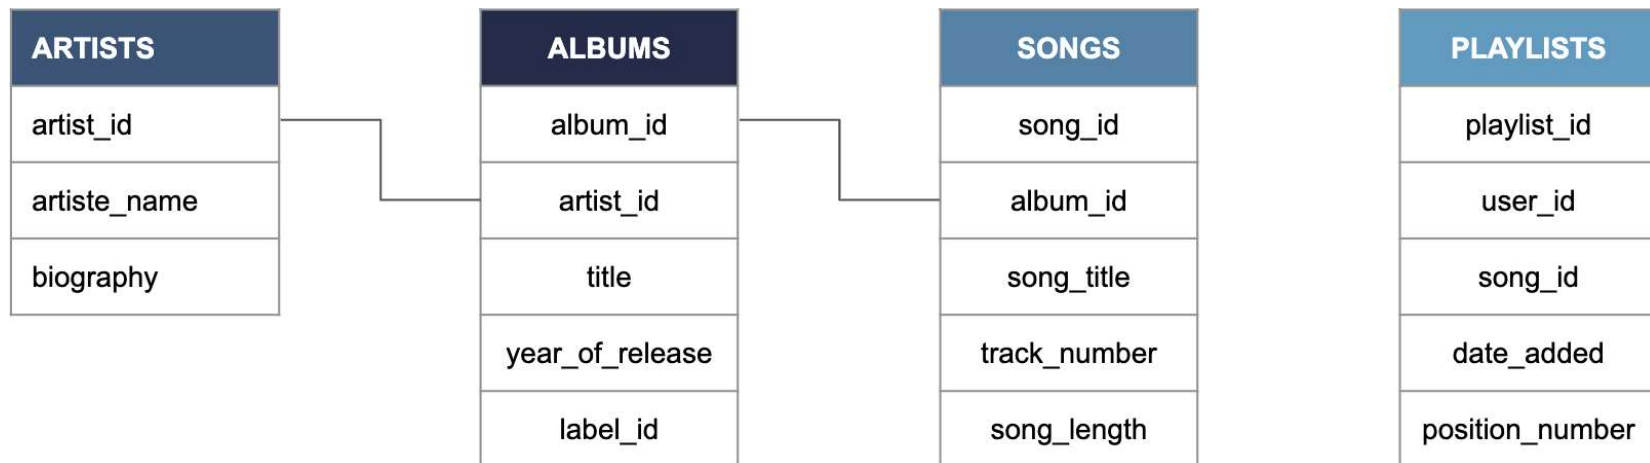 ARTISTS
artist_id
artiste_name
biography
ALBUMS
album_id
artist_id
title
year_of_release
label_id
SONGS
song_id
album_id
song_title
track_number
song_length
PLAYLISTS
playlist_id
user_id
song_id
date_added
position_number